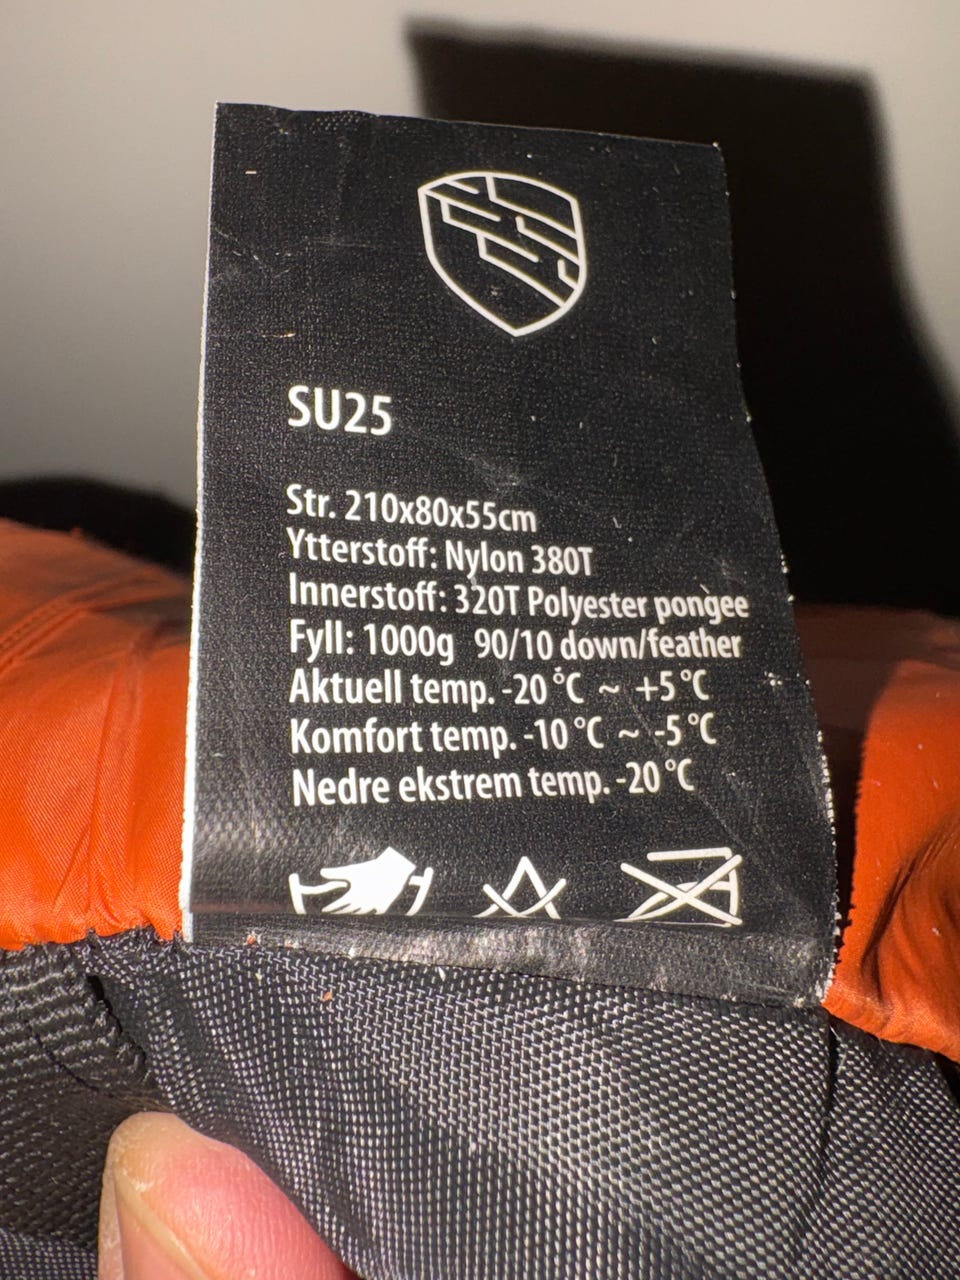 SU25
Str. 210x80x55cm
Ytterstoff: Nylon 380T
Innerstoff: 320T Polyester pongee
Fyll: 1000g 90/10 down/feather
Aktuell temp. -20°C ~ +5°C
Komfort temp. -10°C ~ -5°C
Nedre ekstrem temp. -20°C